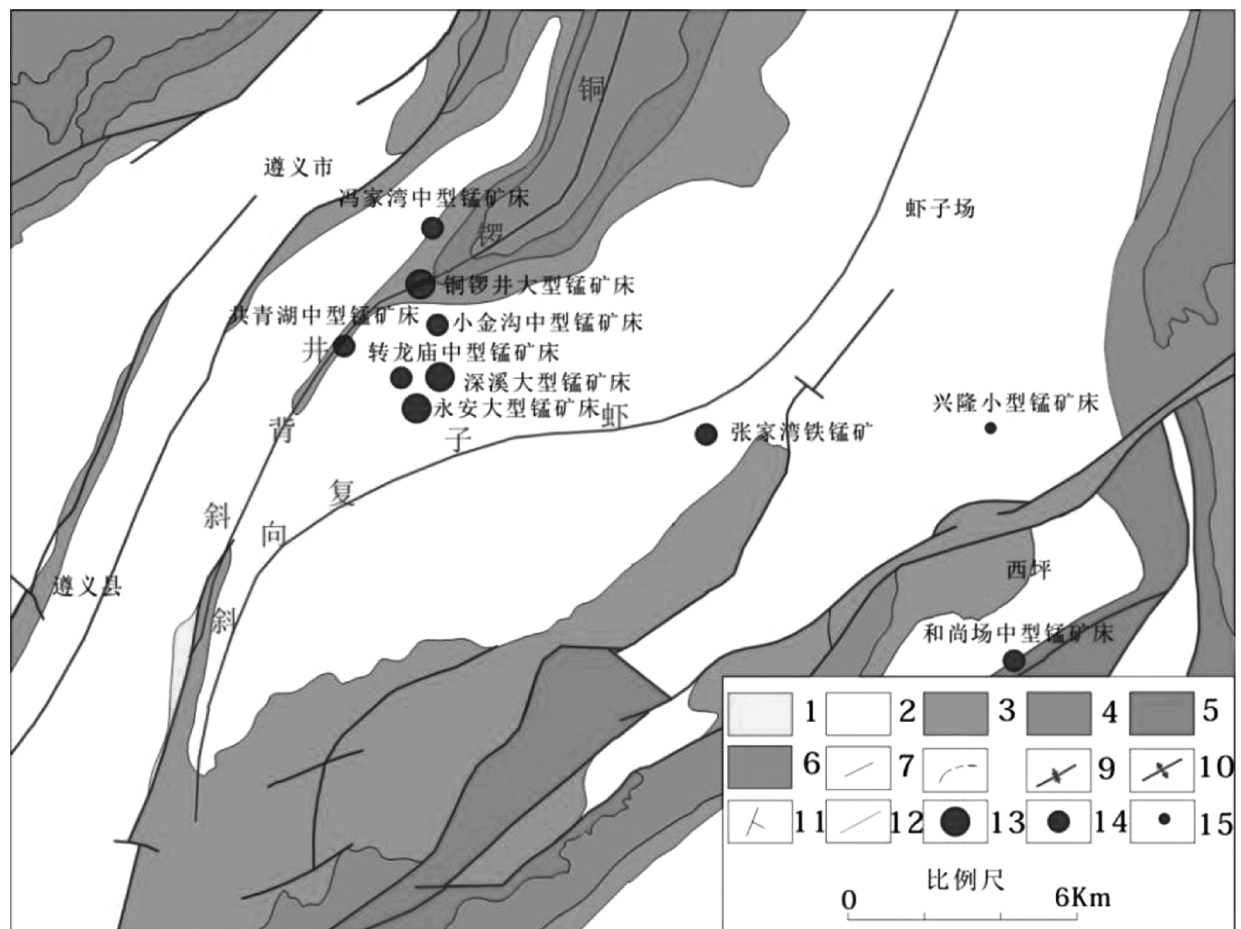 铜
遵义市
冯家湾中型锰矿床
虾子场
锣
铜锣井大型锰矿床
共青湖中型锰矿床
小金沟中型锰矿床
井
转龙庙中型锰矿床
深溪大型锰矿床
兴隆小型锰矿床
永安大型锰矿床
虾
背
子
张家湾铁锰矿
复
斜
向
西坪
遵义县
斜
和尚场中型锰矿床
1 2 3 4 5
6 7 9 10
11 12 13 14 15
比例尺
0 6Km